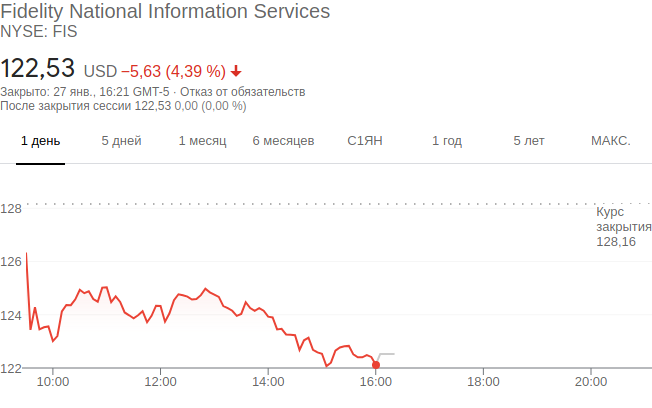 Fidelity National Information Services
NYSE: FIS
122,53 USD −5,63 (4,39 %)
Закрыто: 27 янв., 16:21 GMT-5 · Отказ от обязательств
После закрытия сессии 122,53 0,00 (0,00 %)
1 день 5 дней 1 месяц 6 месяцев С1ЯН 1 год 5 лет МАКС.
128
Курс
закрытия
128,16
126
124
122
10:00 12:00 14:00 16:00 18:00 20:00